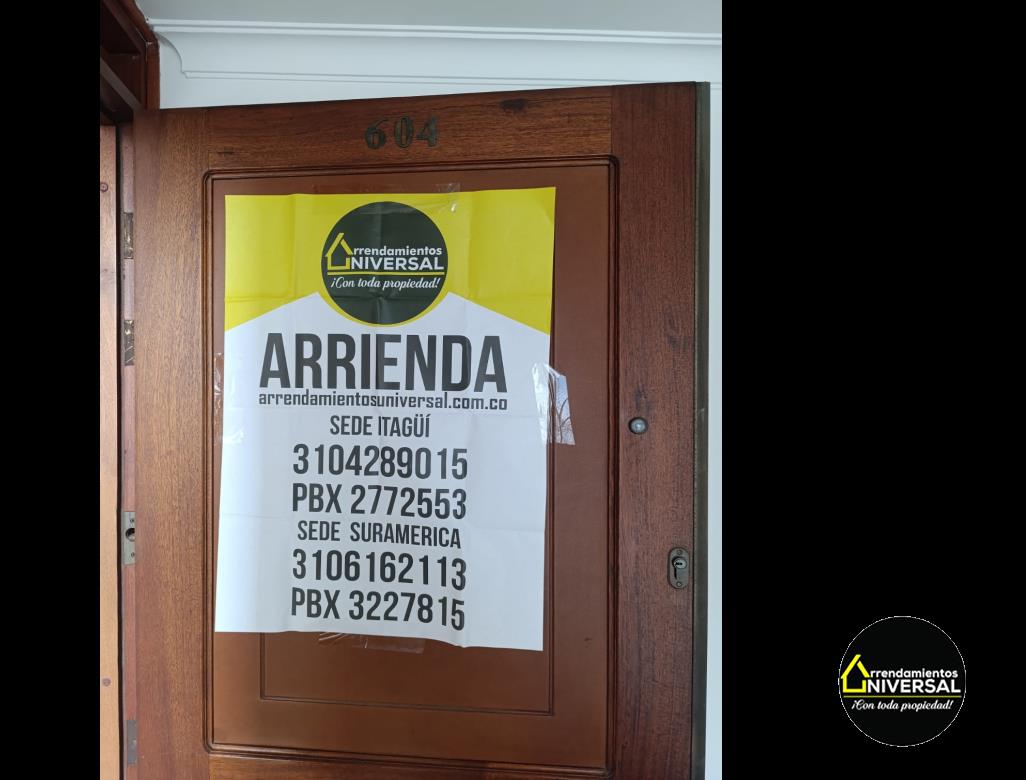 604
Arrendamientos
UNIVERSAL
¡Con toda propiedad!
ARRIENDA
arrendamientosuniversal.com.co
SEDE ITAGÜÍ
3104289015
PBX 2772553
SEDE SURAMERICA
3106162113
PBX 3227815
Arrendamientos
UNIVERSAL
¡Con toda propiedad!